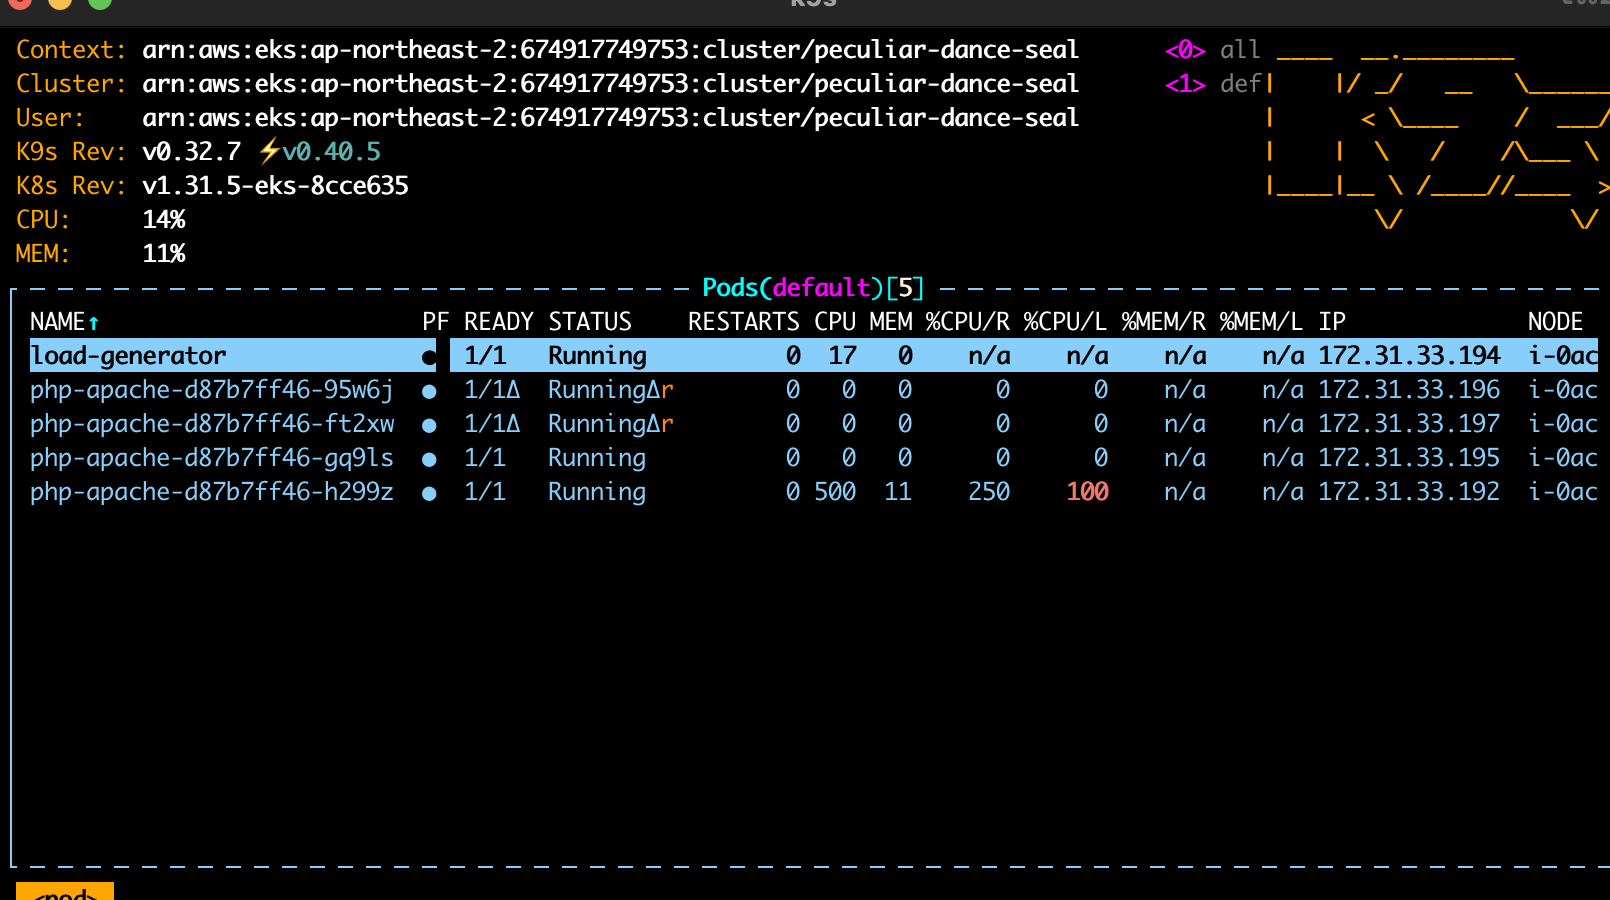 Context: arn:aws:eks:ap-northeast-2:674917749753:cluster/peculiar-dance-seal <0> all
Cluster: arn:aws:eks:ap-northeast-2:674917749753:cluster/peculiar-dance-seal <1> def
User: arn:aws:eks:ap-northeast-2:674917749753:cluster/peculiar-dance-seal
K9s Rev: v0.32.7 ⚡v0.40.5
K8s Rev: v1.31.5-eks-8cce635
CPU: 14%
MEM: 11%
Pods(default)[5]
NAME↑ PF READY STATUS RESTARTS CPU MEM %CPU/R %CPU/L %MEM/R %MEM/L IP NODE
load-generator ● 1/1 Running 0 17 0 n/a n/a n/a n/a 172.31.33.194 i-0ac
php-apache-d87b7ff46-95w6j ● 1/1Δ RunningΔr 0 0 0 0 0 n/a n/a 172.31.33.196 i-0ac
php-apache-d87b7ff46-ft2xw ● 1/1Δ RunningΔr 0 0 0 0 0 n/a n/a 172.31.33.197 i-0ac
php-apache-d87b7ff46-gq9ls ● 1/1 Running 0 0 0 0 0 n/a n/a 172.31.33.195 i-0ac
php-apache-d87b7ff46-h299z ● 1/1 Running 0 500 11 250 100 n/a n/a 172.31.33.192 i-0ac
<pod>